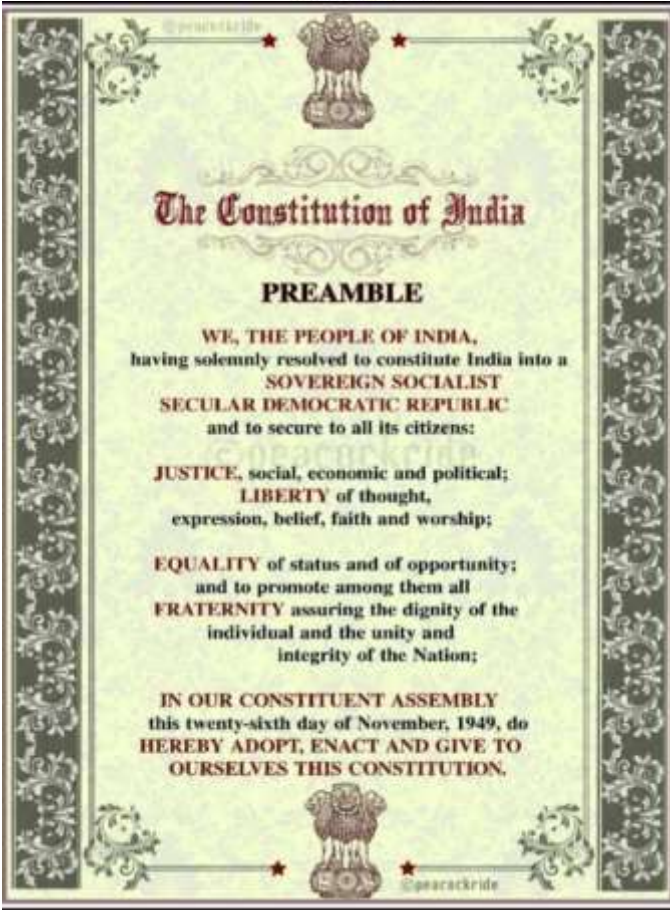 @peacockride
The Constitution of India
PREAMBLE
WE, THE PEOPLE OF INDIA,
having solemnly resolved to constitute India into a
SOVEREIGN SOCIALIST
SECULAR DEMOCRATIC REPUBLIC
and to secure to all its citizens:
©peacockride
JUSTICE, social, economic and political;
LIBERTY of thought,
expression, belief, faith and worship;
EQUALITY of status and of opportunity;
and to promote among them all
FRATERNITY assuring the dignity of the
individual and the unity and
integrity of the Nation;
IN OUR CONSTITUENT ASSEMBLY
this twenty-sixth day of November, 1949, do
HEREBY ADOPT, ENACT AND GIVE TO
OURSELVES THIS CONSTITUTION.
@peacockride